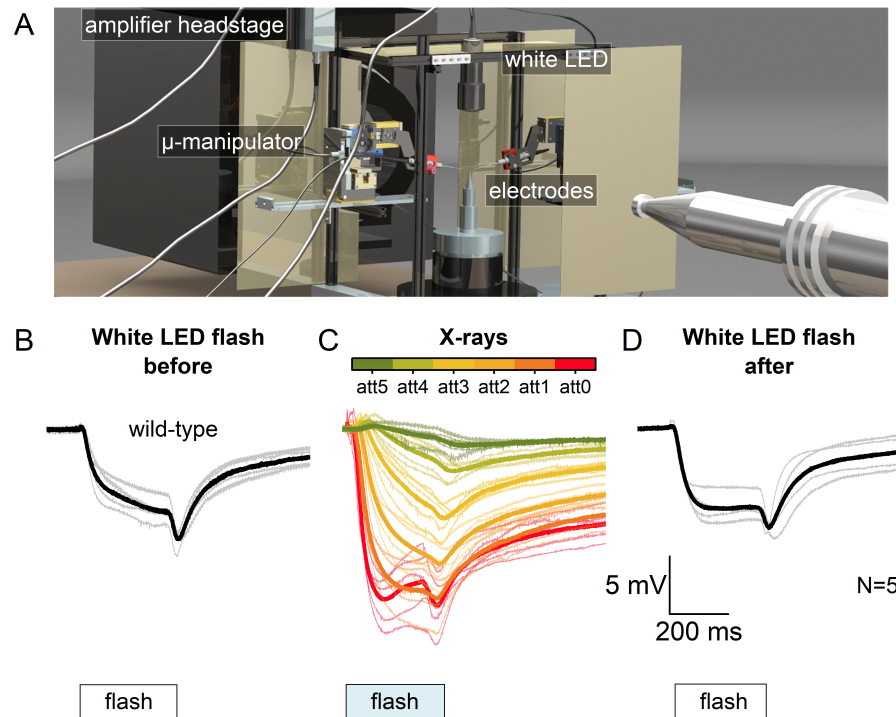 A
amplifier headstage
white LED
μ-manipulator
electrodes
B
White LED flash
before
C
X-rays
D
White LED flash
after
att5 att4 att3 att2 att1 att0
wild-type
5 mV
N=5
200 ms
flash
flash
flash